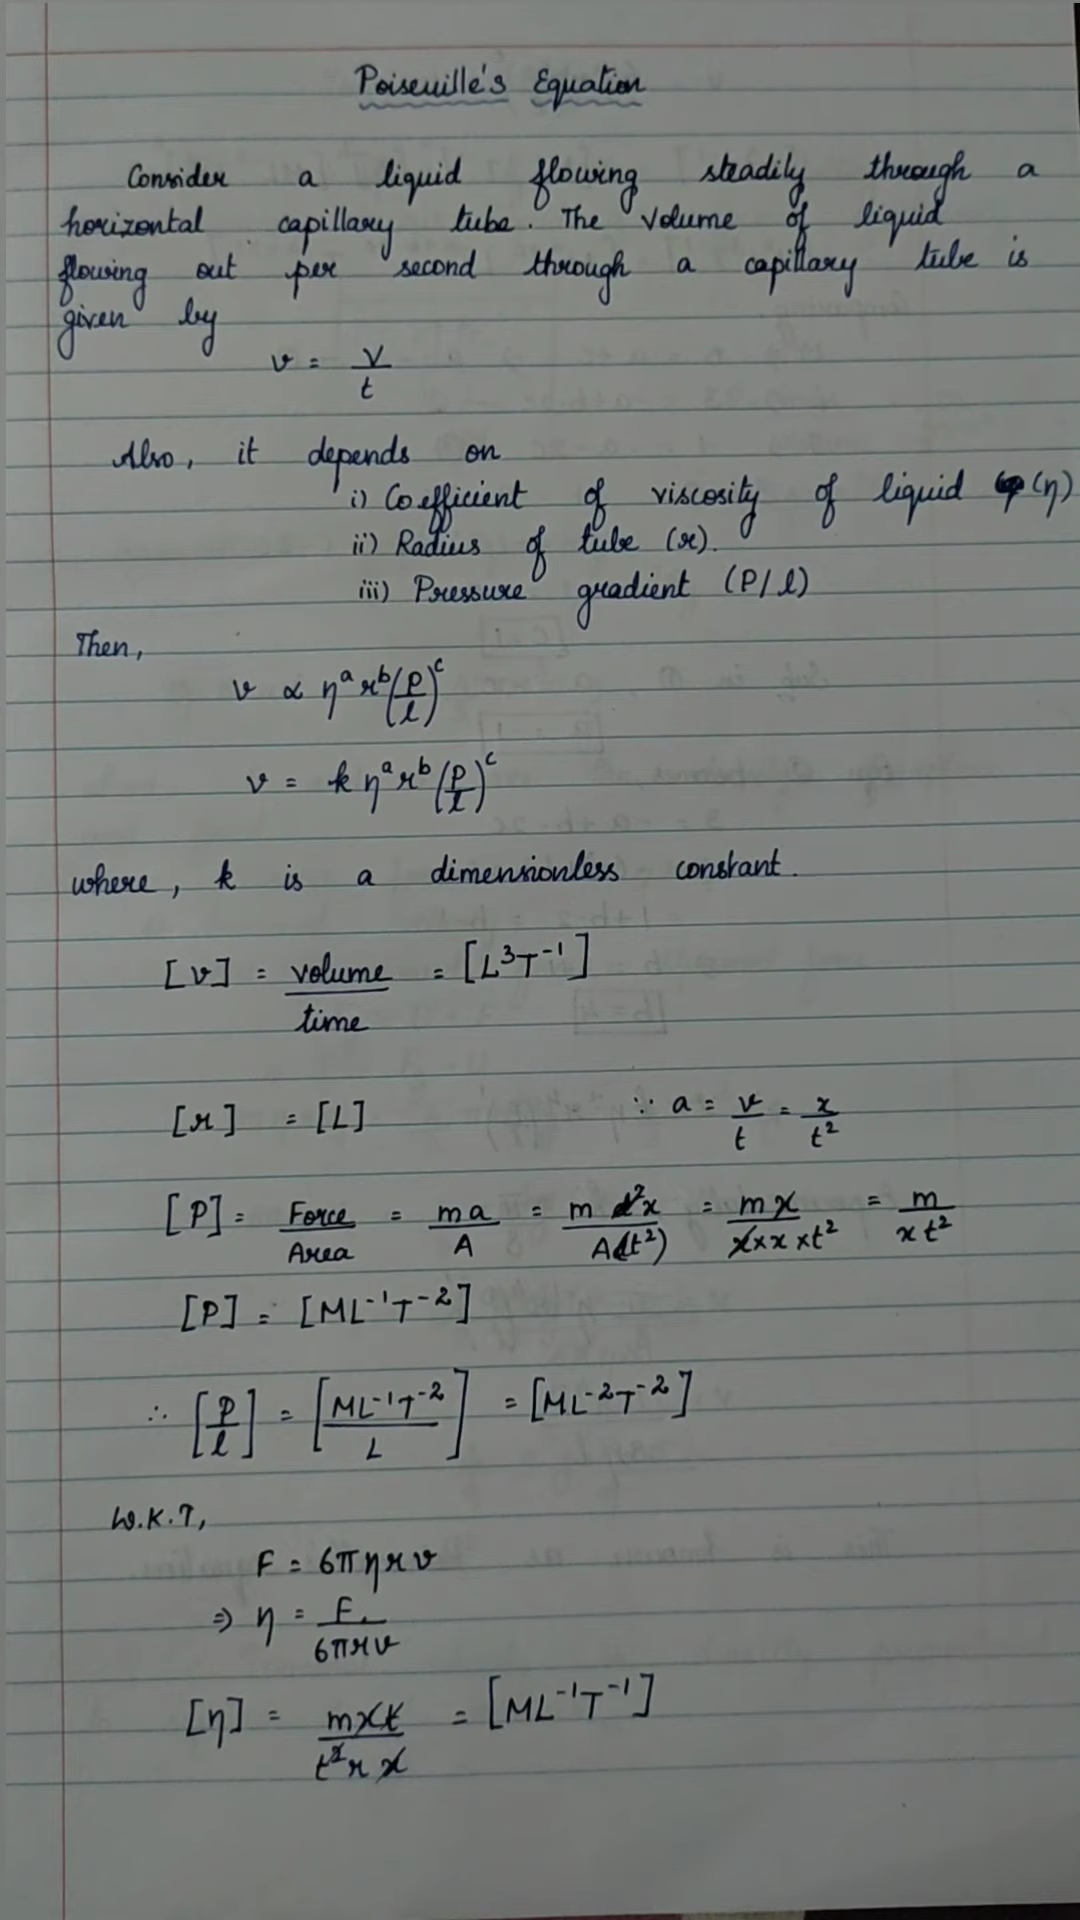 Poiseuille's Equation
Consider a liquid flowing steadily through a
horizontal capillary tube. The volume of liquid
flowing out per second through a capillary tube is
given by
v = V/t
Also, it depends on
i) Coefficient of viscosity of liquid (η)
ii) Radius of tube (r).
iii) Pressure gradient (P/l)
Then,
v ∝ η^a r^b (P/l)^c
v = k η^a r^b (P/l)^c
where, k is a dimensionless constant.
[v] = volume/time = [L³T⁻¹]
[r] = [L] ∵ a = v/t = x/t²
[P] = Force/Area = ma/A = m d²x/A(dt²) = mx/x×x×t² = m/xt²
[P] = [ML⁻¹T⁻²]
∴ [P/l] = [ML⁻¹T⁻²/L] = [ML⁻²T⁻²]
W.K.T,
F = 6πηrv
⇒ η = F/6πrv
[η] = mxt/t²rx = [ML⁻¹T⁻¹]